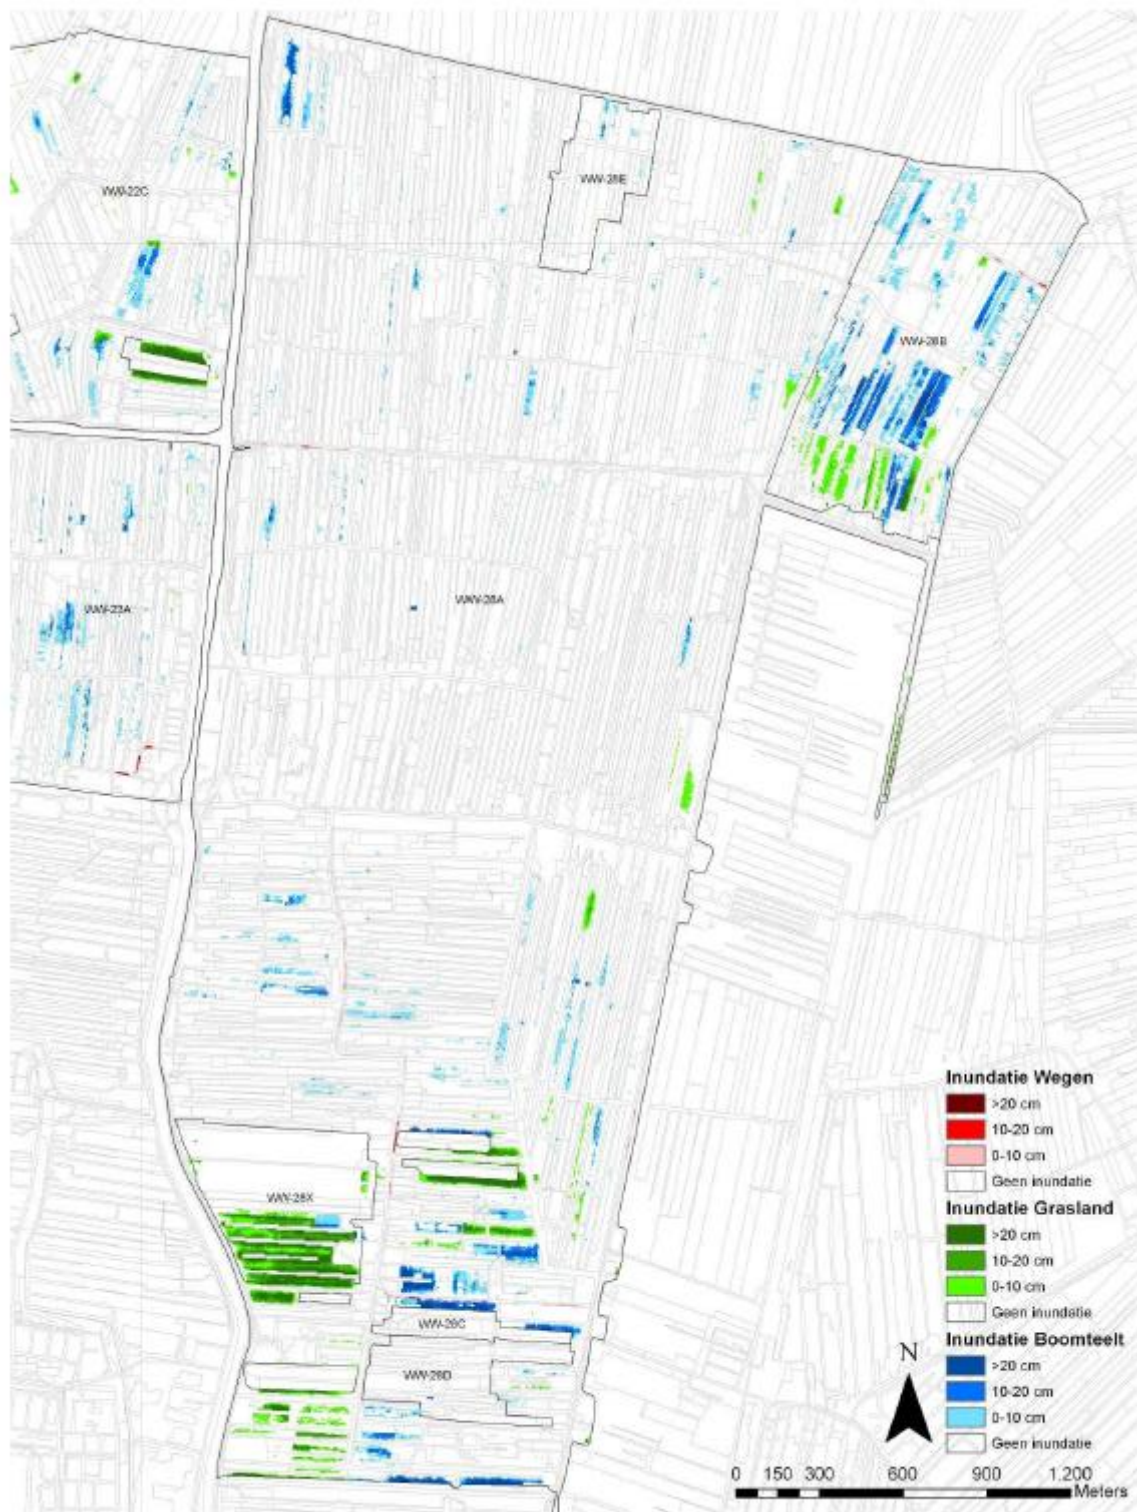 WW-28E
WW-22C
WW-28B
WW-28A
WW-23A
WW-28X
WW-28C
WW-28D
Inundatie Wegen
>20 cm
10-20 cm
0-10 cm
Geen inundatie
Inundatie Grasland
>20 cm
10-20 cm
0-10 cm
Geen inundatie
Inundatie Boomteelt
>20 cm
10-20 cm
0-10 cm
Geen inundatie
N
0 150 300 600 900 1.200
Meters